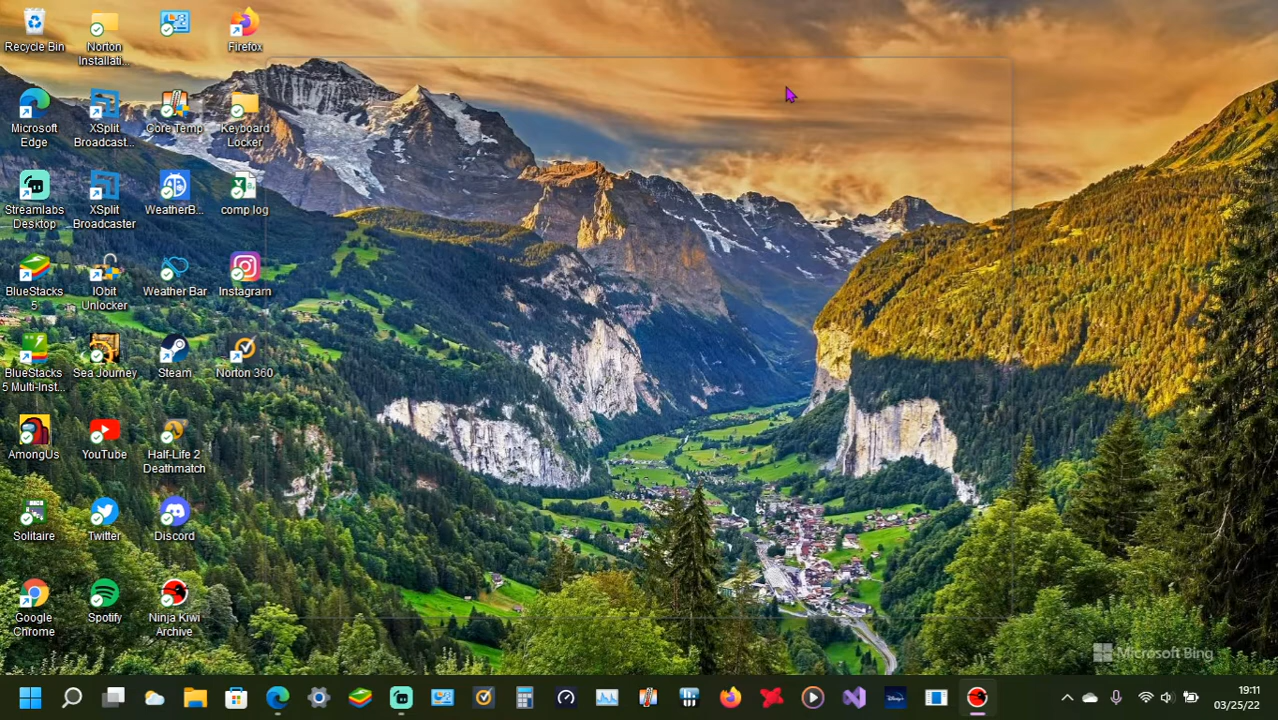 Recycle Bin
Norton
Installati...
Firefox
Microsoft
Edge
XSplit
Broadcast...
Core Temp
Keyboard
Locker
Streamlabs
Desktop
XSplit
Broadcaster
WeatherB...
comp log
BlueStacks
5
IObit
Unlocker
Weather Bar
Instagram
BlueStacks
5 Multi-Inst...
Sea Journey
Steam
Norton 360
AmongUs
YouTube
Half-Life 2
Deathmatch
Solitaire
Twitter
Discord
Google
Chrome
Spotify
Ninja Kiwi
Archive
Microsoft Bing
Disney+
19:11
03/25/22